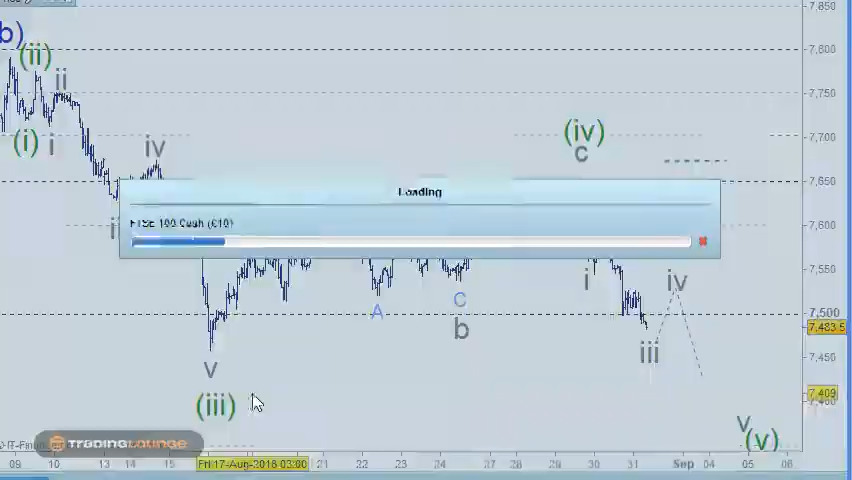 7,850
b)
7,800
(ii)
ii
7,750
(iv)
(i) i
iv
c
7,700
7,650
Loading
FTSE 100 Cash (£10)
7,600
7,550
i
iv
A
C
b
7,500
7,483.5
iii
v
7,450
(iii)
7,409
v
(v)
TRADINGLOUNGE
09 10 13 14 15 Fri 17-Aug-2018 03:00 21 22 23 24 27 28 29 30 31 Sep 04 05 06